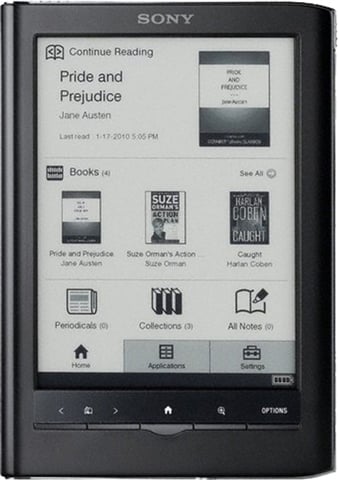 SONY
Continue Reading
Pride and
Prejudice
Jane Austen
Last read : 1-17-2010 5:05 PM
PRIDE
AND
PREJUDICE
Jane Austen
Books (4)
See All
SUZE
ORMAN'S
ACTION
PLAN
HARLAN
COBEN
CAUGHT
Pride and Prejudice
Jane Austen
Suze Orman's Action ...
Suze Orman
Caught
Harlan Coben
Periodicals (0)
Collections (3)
All Notes (0)
Home
Applications
Settings
OPTIONS